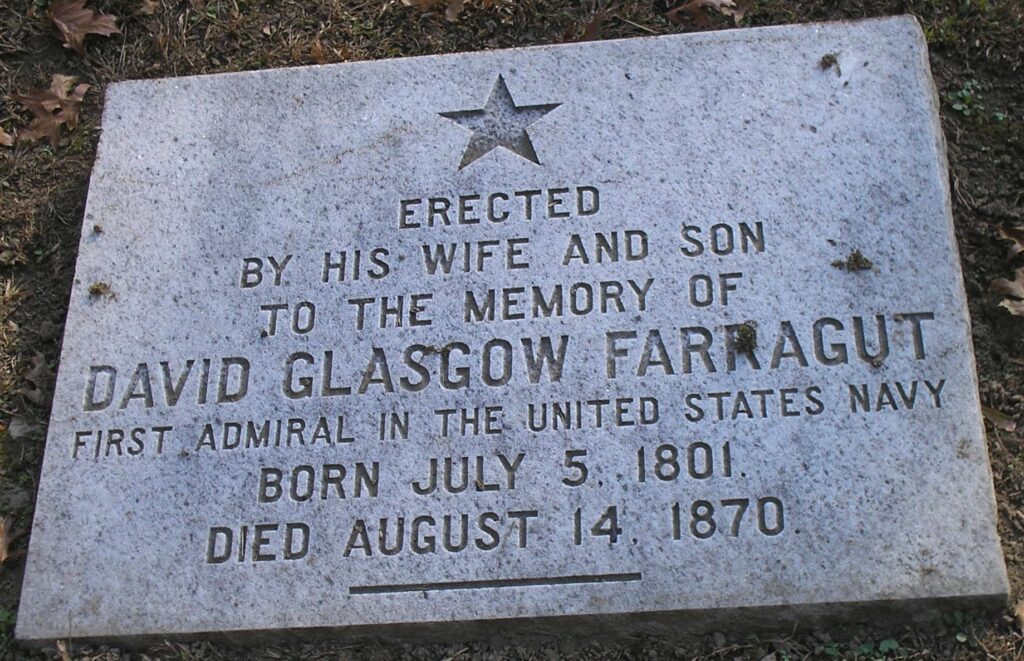 ERECTED
BY HIS WIFE AND SON
TO THE MEMORY OF
DAVID GLASGOW FARRAGUT
FIRST ADMIRAL IN THE UNITED STATES NAVY
BORN JULY 5, 1801.
DIED AUGUST 14, 1870.